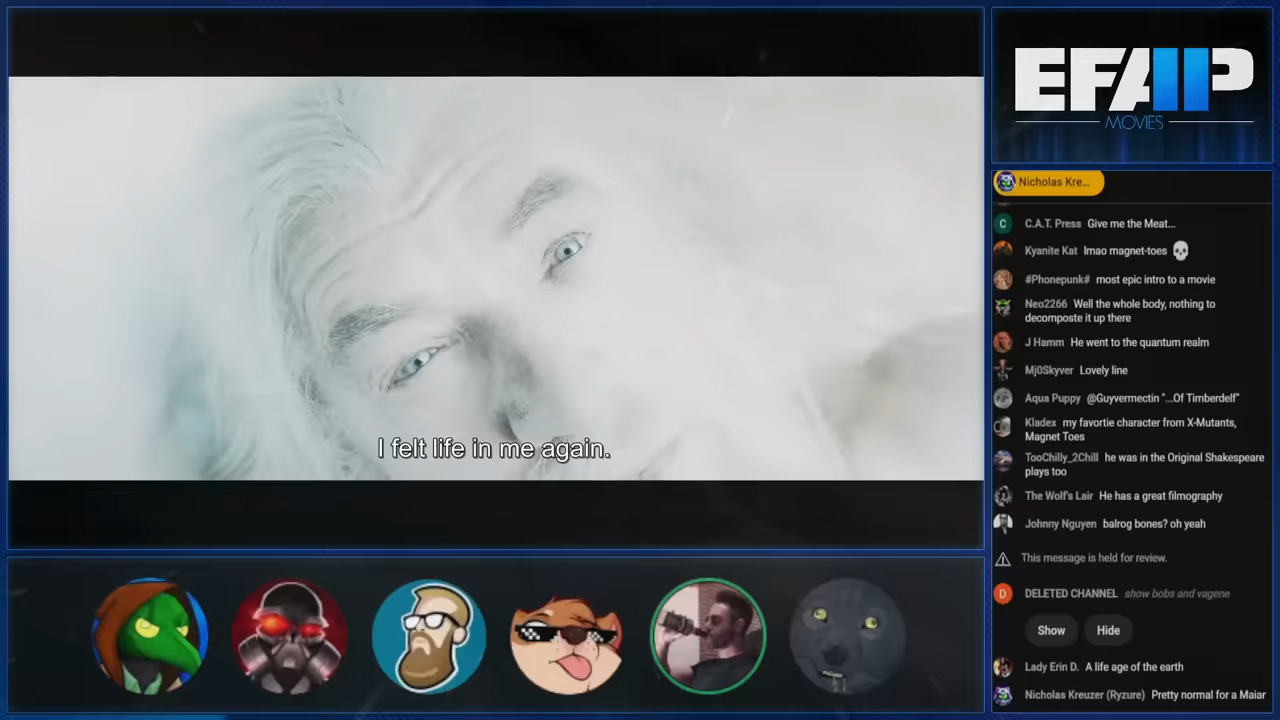 EFAP
MOVIES
Nicholas Kre...
C.A.T. Press Give me the Meat...
Kyanite Kat lmao magnet-toes
#Phonepunk# most epic intro to a movie
Neo2266 Well the whole body, nothing to
decomposte it up there
J Hamm He went to the quantum realm
Mj0Skyver Lovely line
Aqua Puppy @Guyvermectin "...Of Timberdelf"
Kladex my favortie character from X-Mutants,
Magnet Toes
TooChilly_2Chill he was in the Original Shakespeare
plays too
The Wolf's Lair He has a great filmography
Johnny Nguyen balrog bones? oh yeah
This message is held for review.
DELETED CHANNEL show bobs and vagene
Show Hide
Lady Erin D. A life age of the earth
Nicholas Kreuzer (Ryzure) Pretty normal for a Maiar
I felt life in me again.
C
D